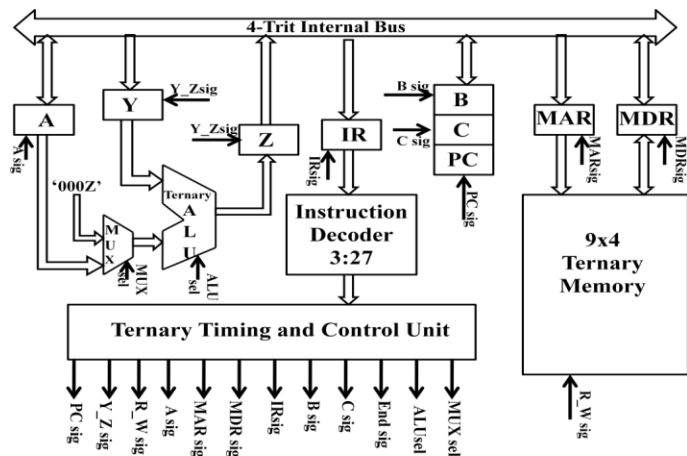 4-Trit Internal Bus
A
A sig
Y
Y_Zsig
Y_Zsig
Z
IR
IRsig
B sig
B
C sig
C
PC
PC sig
MAR
MARsig
MDR
MDRsig
'000Z'
MUX
MUX
sel
Ternary
ALU
ALU
sel
Instruction
Decoder
3:27
9x4
Ternary
Memory
R_W sig
Ternary Timing and Control Unit
PC sig
Y_Z sig
R_W sig
A sig
MAR sig
MDR sig
IRsig
B sig
C sig
End sig
ALUsel
MUX sel